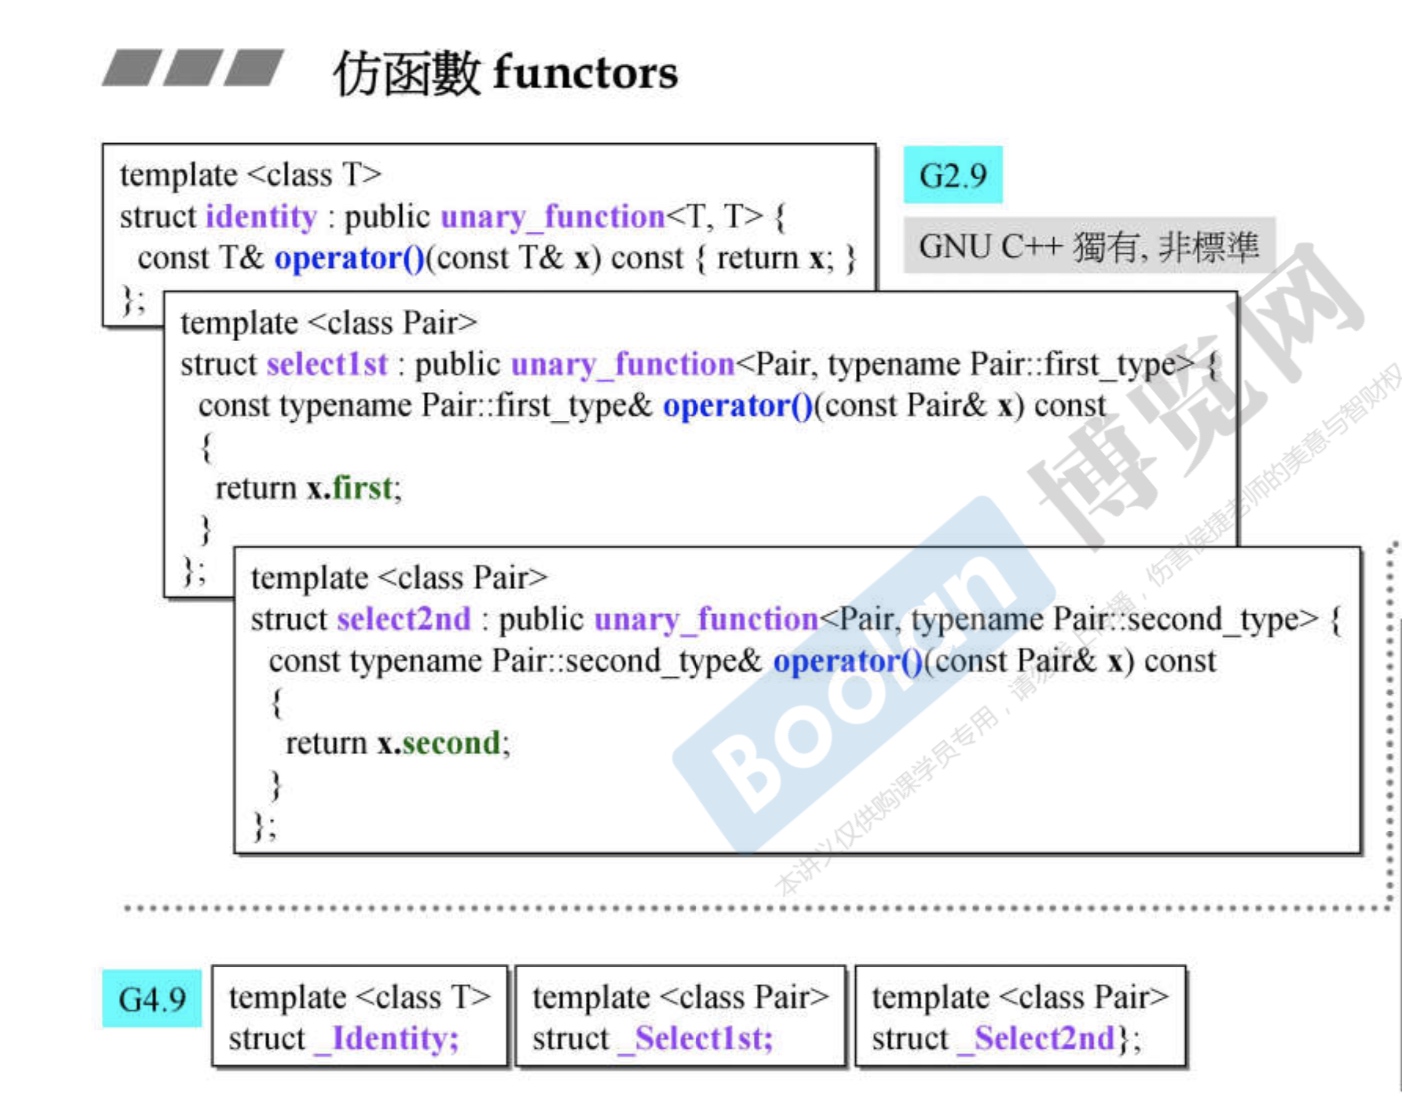 仿函數 functors
template <class T>
struct identity : public unary_function<T, T> {
const T& operator()(const T& x) const { return x; }
};
G2.9
GNU C++ 獨有, 非標準
template <class Pair>
struct select1st : public unary_function<Pair, typename Pair::first_type> {
const typename Pair::first_type& operator()(const Pair& x) const
{
return x.first;
}
};
template <class Pair>
struct select2nd : public unary_function<Pair, typename Pair::second_type> {
const typename Pair::second_type& operator()(const Pair& x) const
{
return x.second;
}
};
Boolan
博览网
本讲义仅供购课学员专用，请勿上传播，伤害侯捷老师的美意与智财权
G4.9
template <class T>
struct _Identity;
template <class Pair>
struct _Select1st;
template <class Pair>
struct _Select2nd};